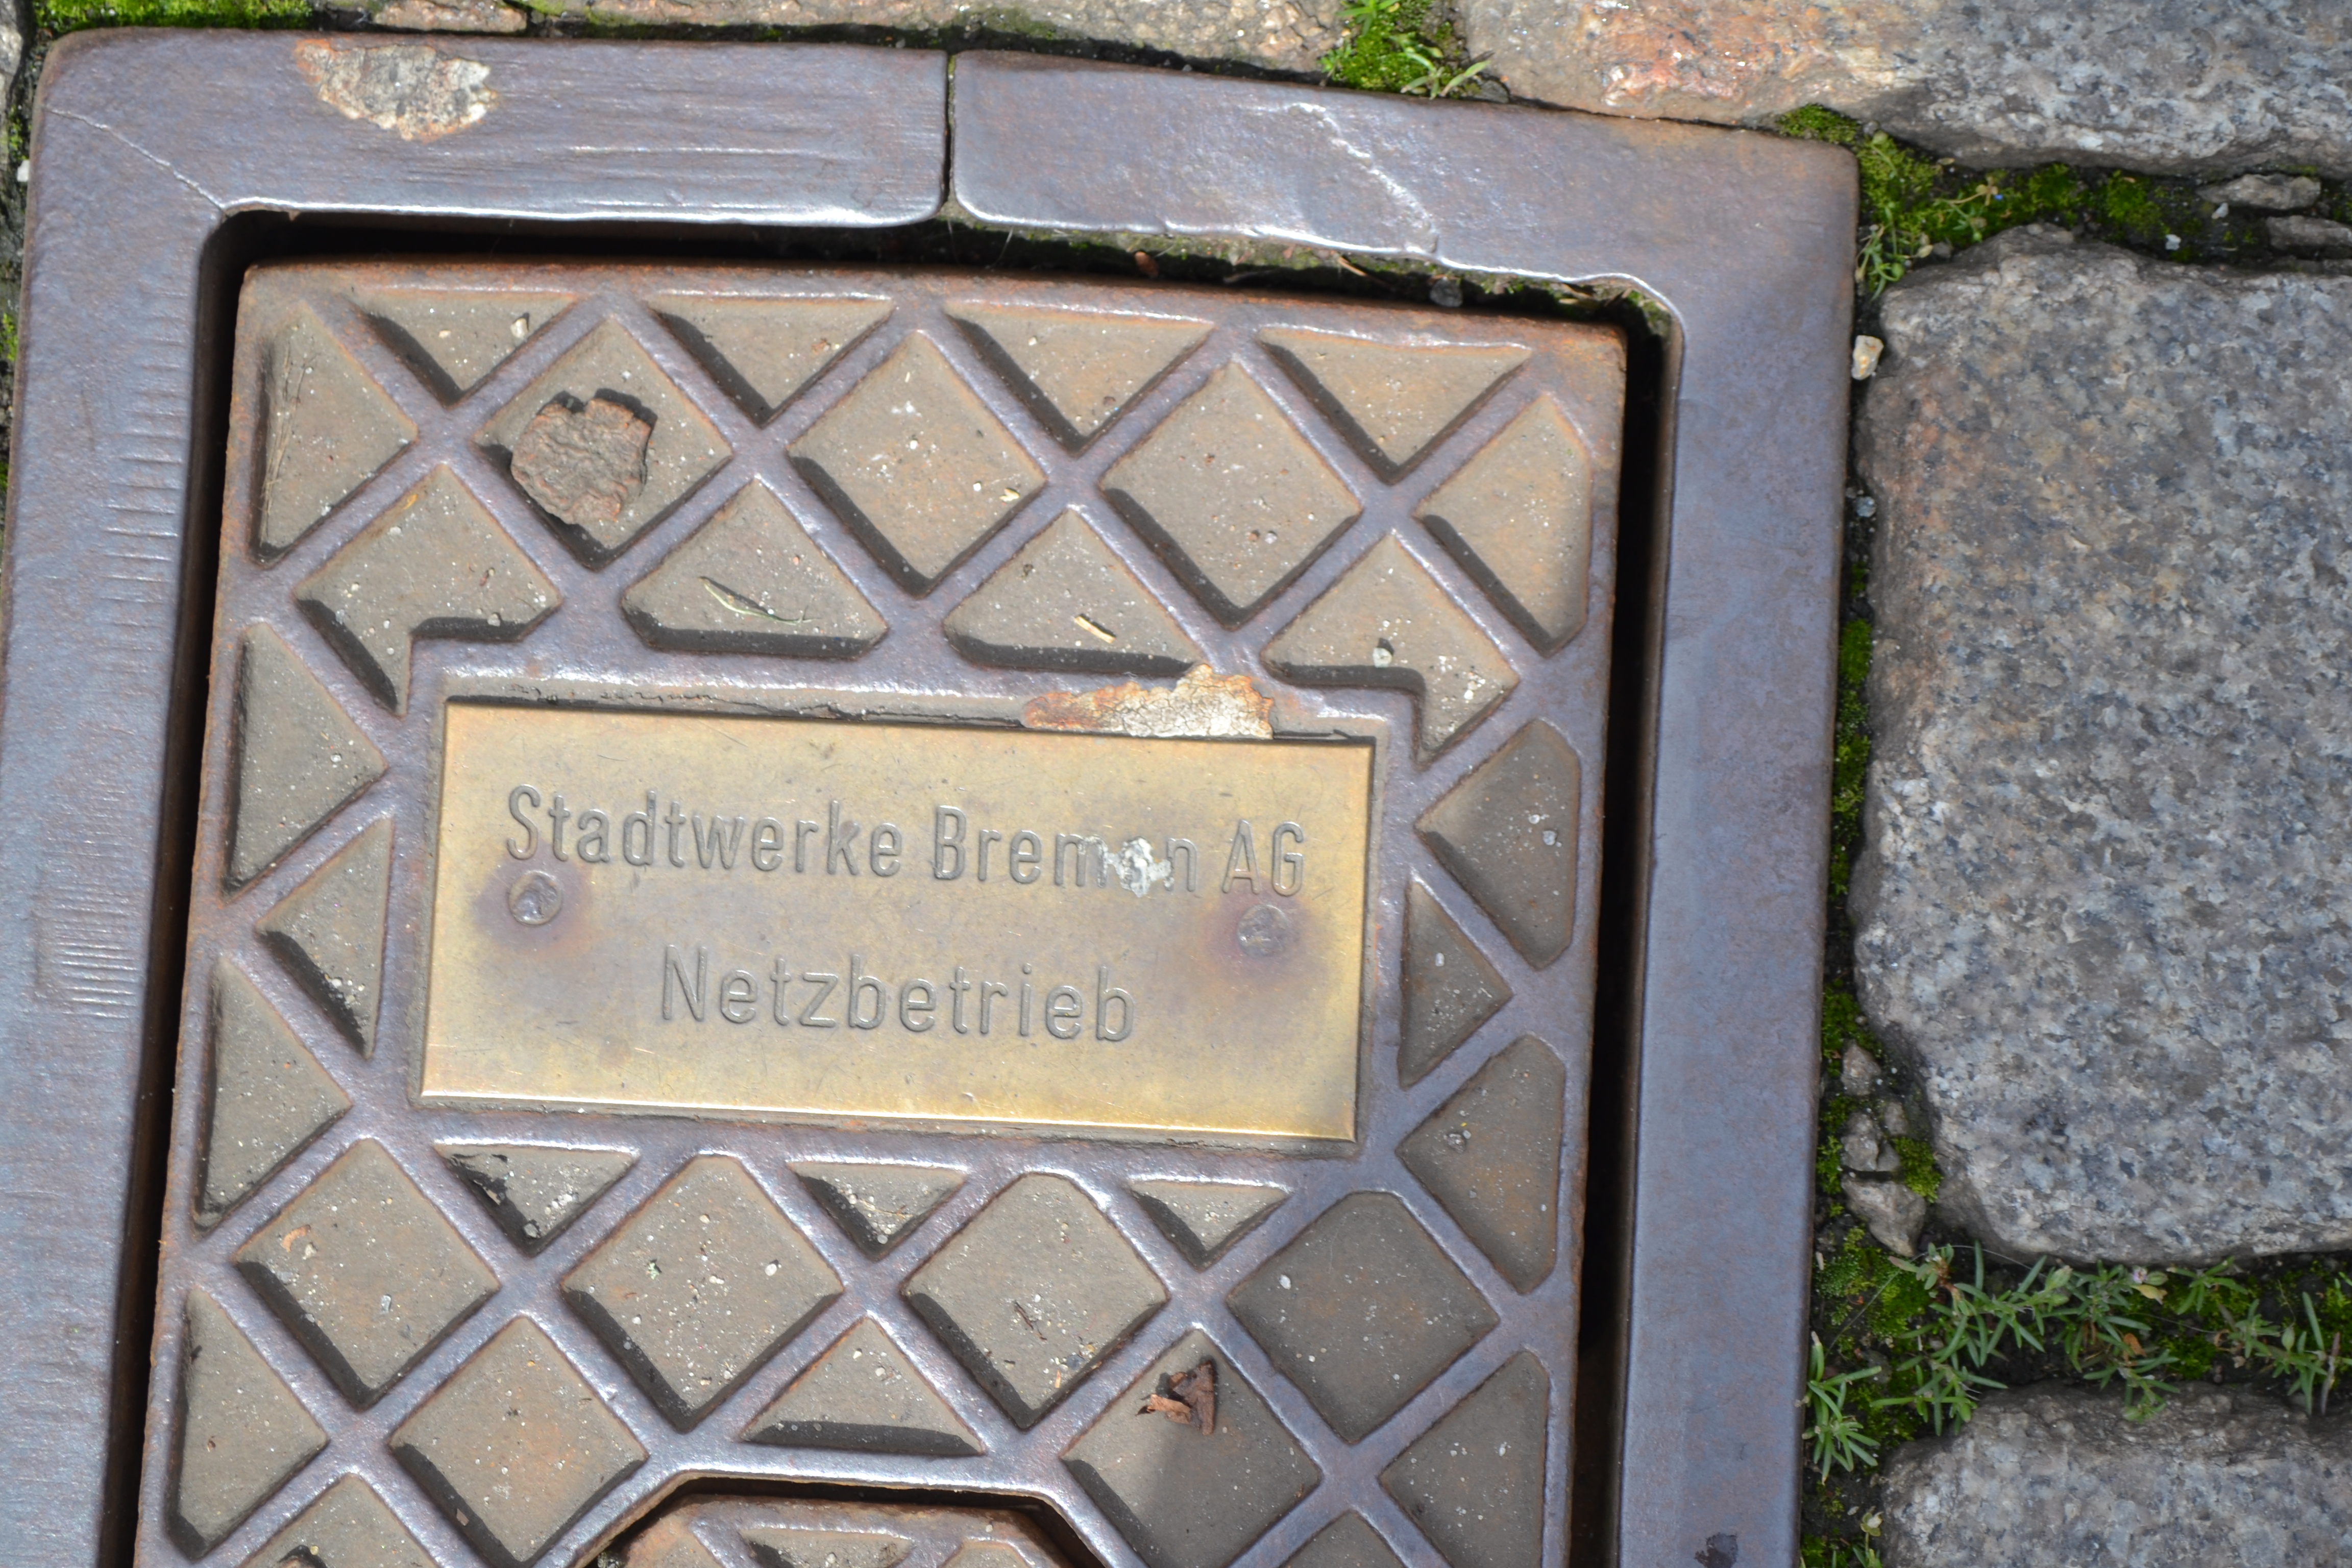 Stadtwerke Bremen AG
Netzbetrieb